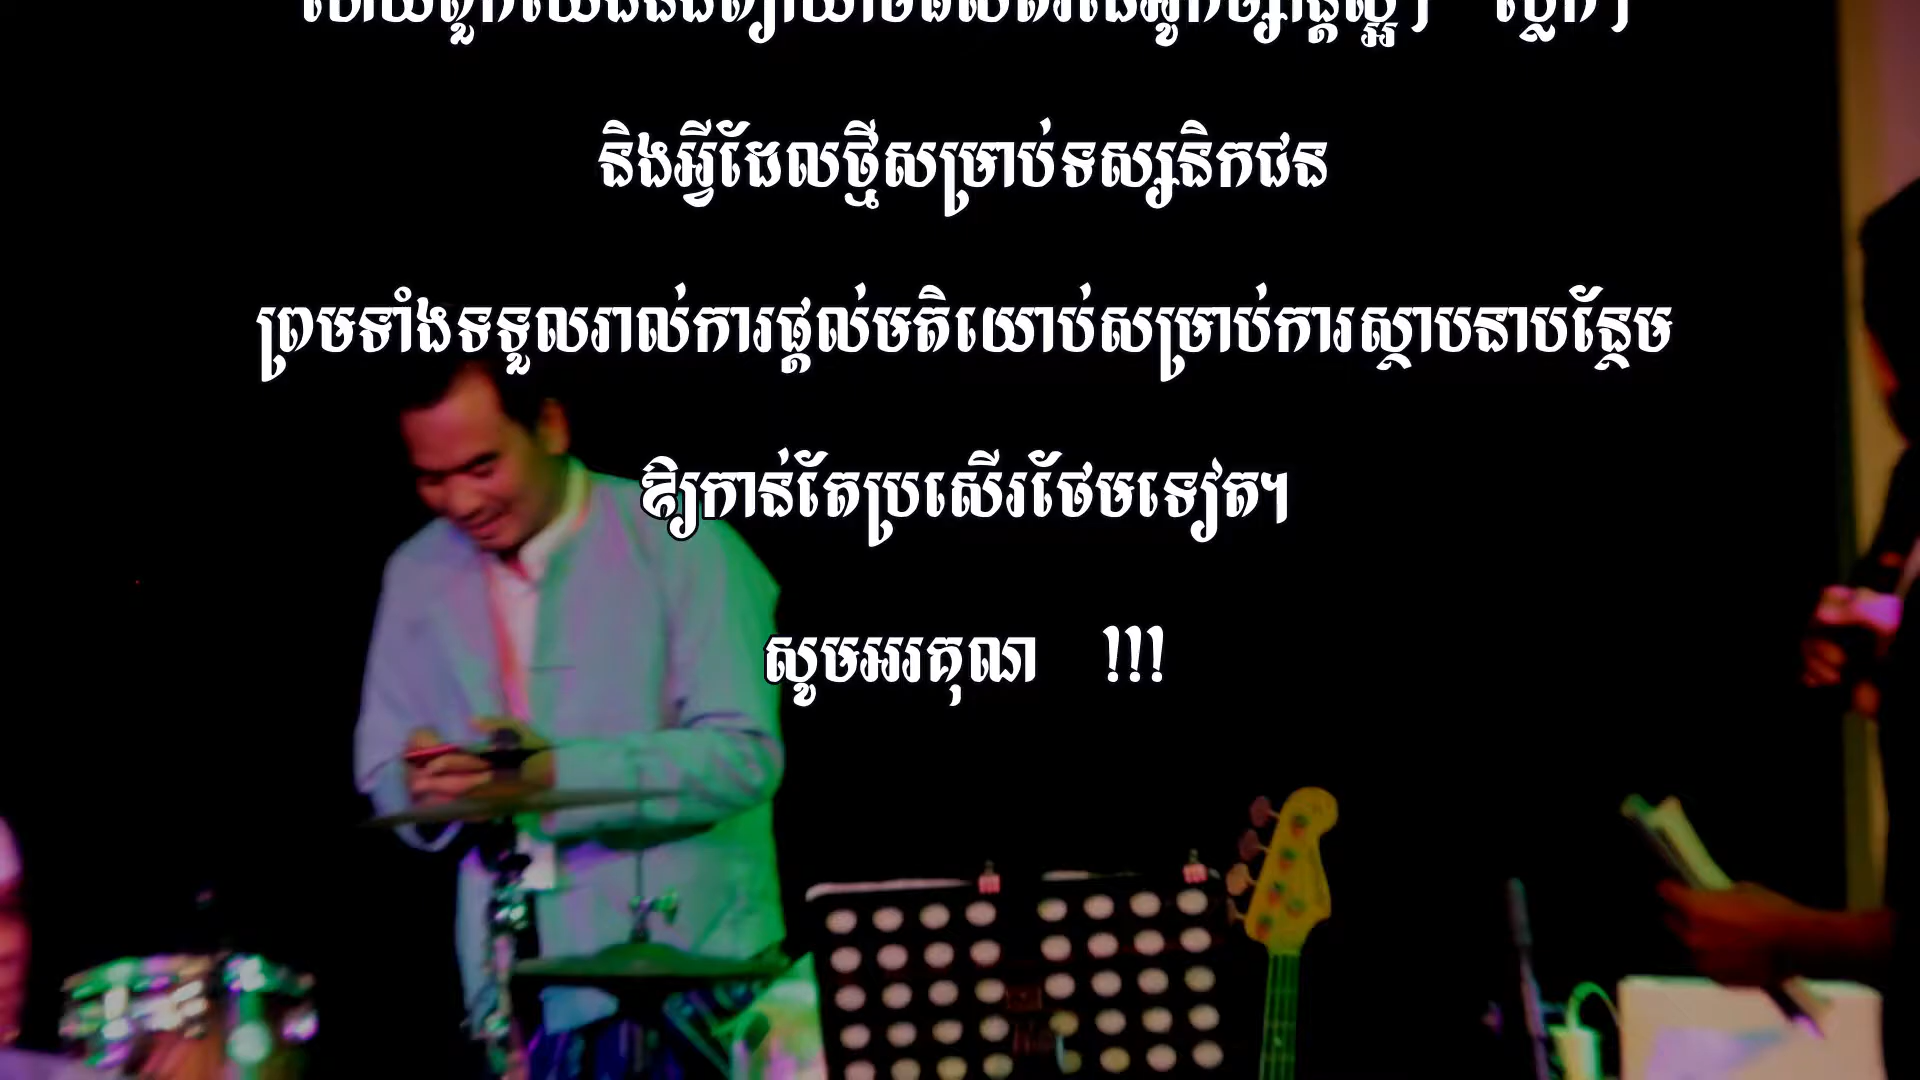 និងអ្វីដែលថ្មីសម្រាប់ទស្សនិកជន
ព្រមទាំងទទួលរាល់ការផ្ដល់មតិយោប់សម្រាប់ការស្ថាបនាបន្ថែម
ឱ្យកាន់តែប្រសើរថែមទៀត។
សូមអរគុណ !!!